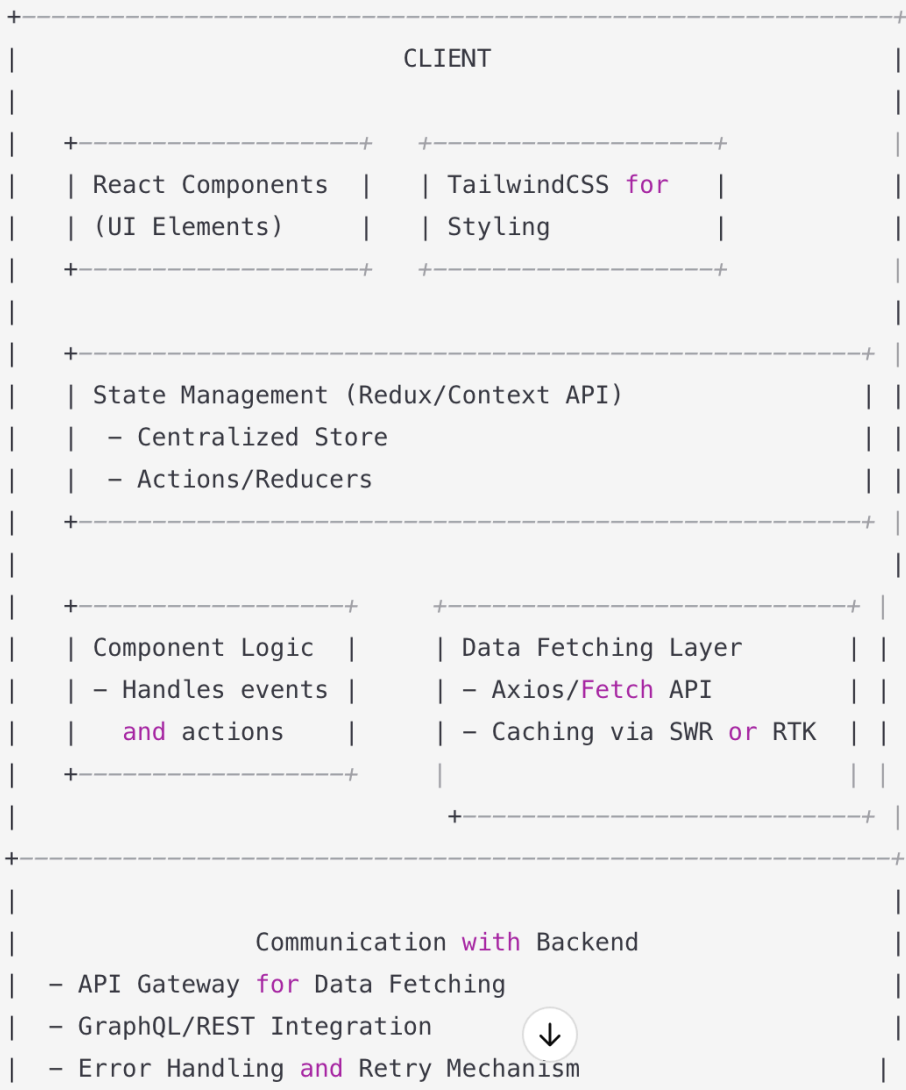 CLIENT
React Components
(UI Elements)
TailwindCSS for
Styling
State Management (Redux/Context API)
- Centralized Store
- Actions/Reducers
Component Logic
- Handles events
and actions
Data Fetching Layer
- Axios/Fetch API
- Caching via SWR or RTK
Communication with Backend
- API Gateway for Data Fetching
- GraphQL/REST Integration
- Error Handling and Retry Mechanism